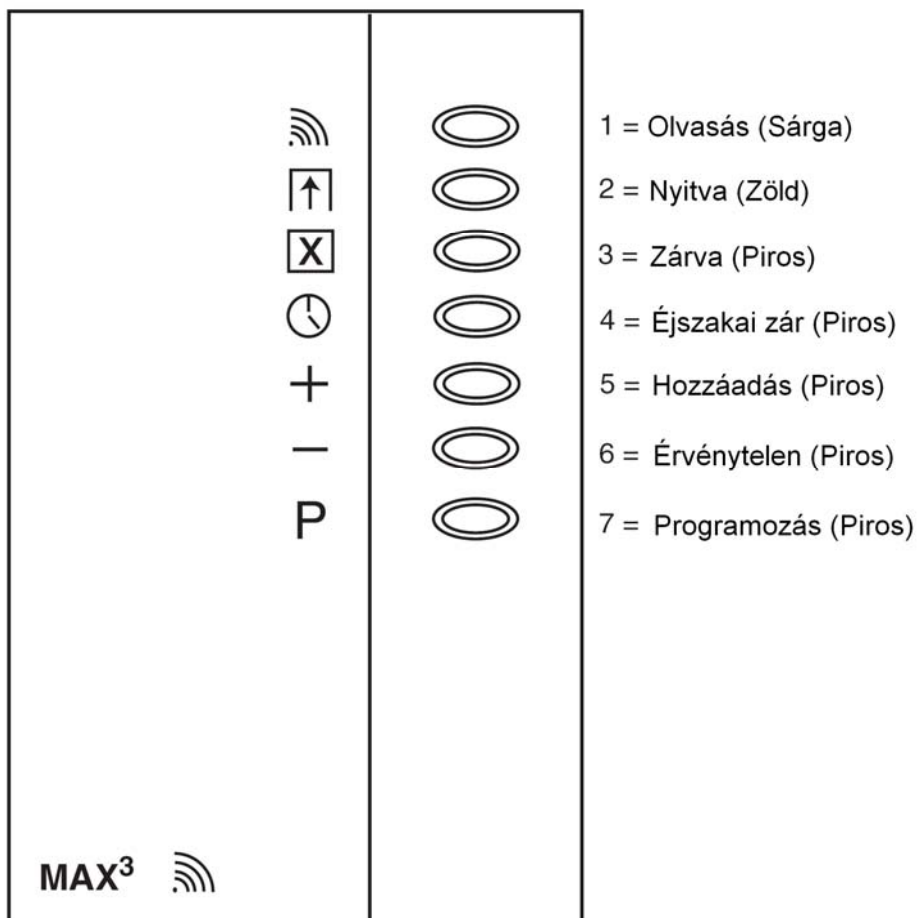 1 = Olvasás (Sárga)
2 = Nyitva (Zöld)
X 3 = Zárva (Piros)
4 = Éjszakai zár (Piros)
+ 5 = Hozzáadás (Piros)
− 6 = Érvénytelen (Piros)
P 7 = Programozás (Piros)
MAX³